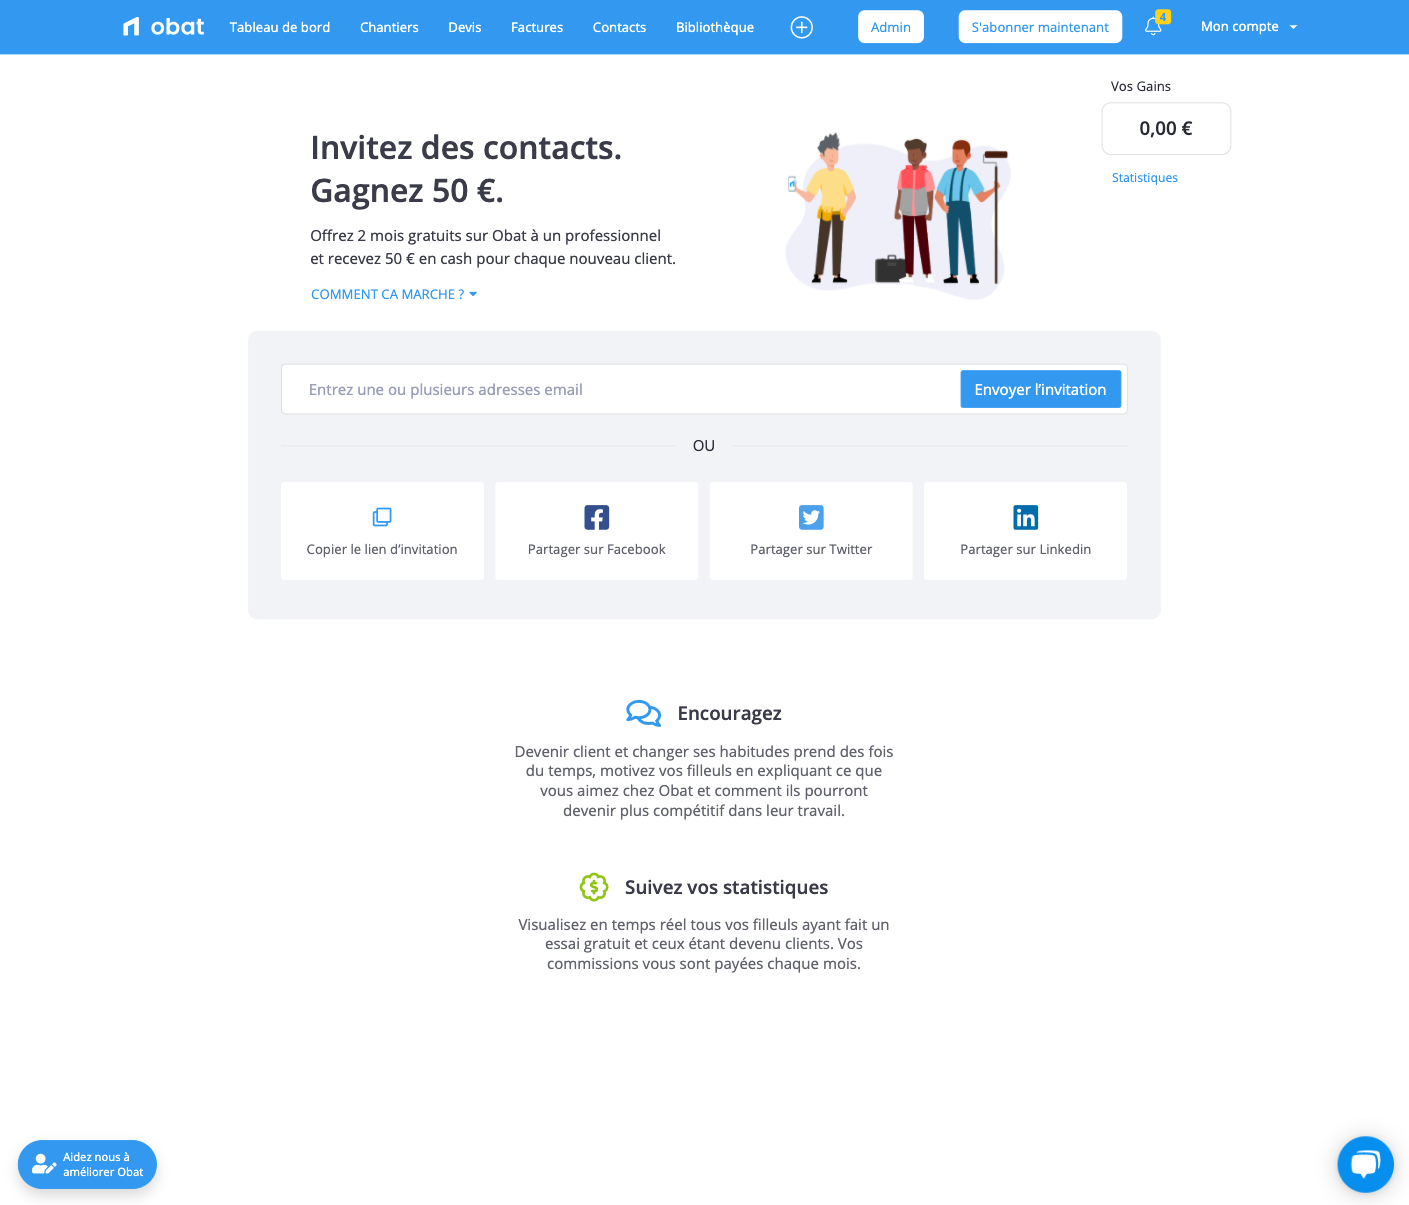 obat
Tableau de bord
Chantiers
Devis
Factures
Contacts
Bibliothèque
Admin
S'abonner maintenant
4
Mon compte
Vos Gains
0,00 €
Statistiques
Invitez des contacts.
Gagnez 50 €.
Offrez 2 mois gratuits sur Obat à un professionnel
et recevez 50 € en cash pour chaque nouveau client.
COMMENT CA MARCHE ?
Entrez une ou plusieurs adresses email
Envoyer l’invitation
OU
Copier le lien d’invitation
Partager sur Facebook
Partager sur Twitter
Partager sur Linkedin
Encouragez
Devenir client et changer ses habitudes prend des fois
du temps, motivez vos filleuls en expliquant ce que
vous aimez chez Obat et comment ils pourront
devenir plus compétitif dans leur travail.
Suivez vos statistiques
Visualisez en temps réel tous vos filleuls ayant fait un
essai gratuit et ceux étant devenu clients. Vos
commissions vous sont payées chaque mois.
Aidez nous à
améliorer Obat